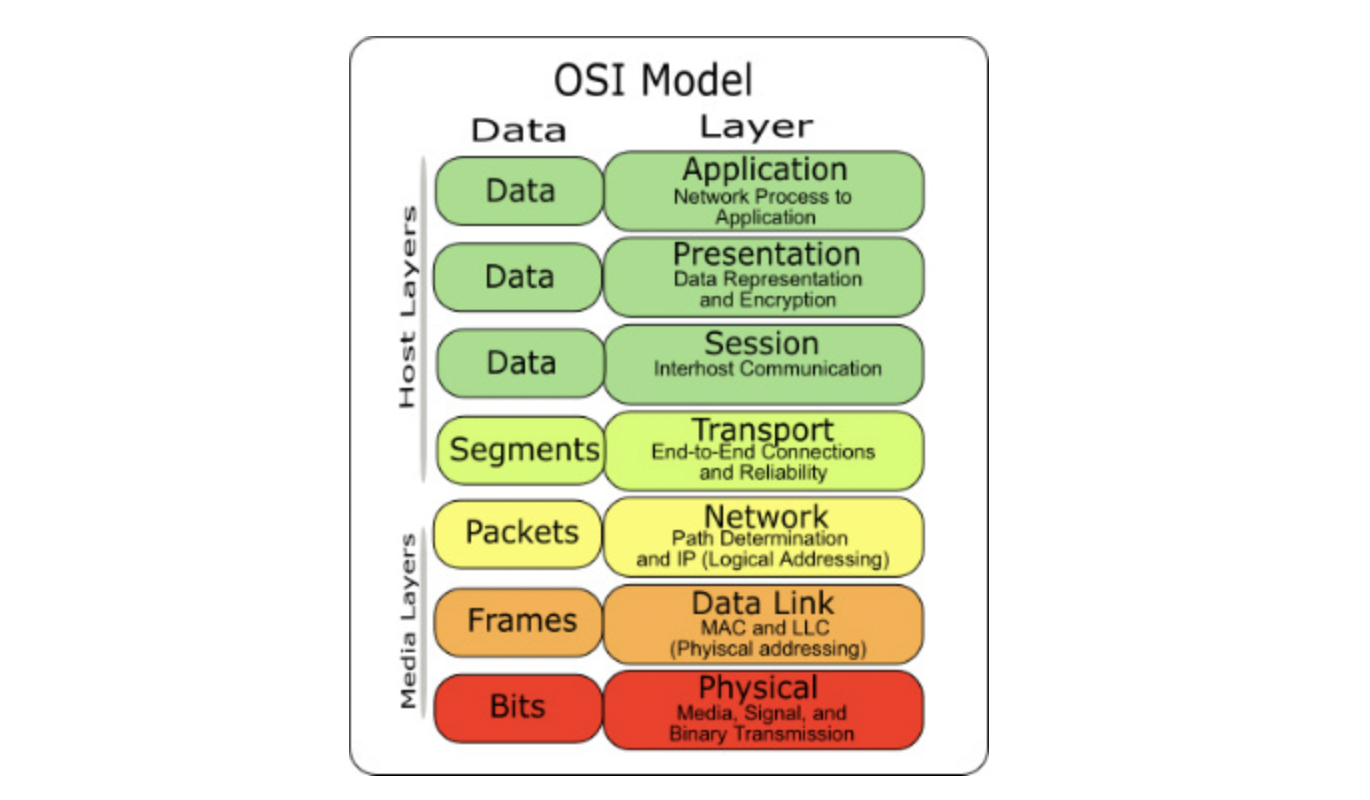 OSI Model
Data Layer
Host Layers
Data
Application
Network Process to
Application
Data
Presentation
Data Representation
and Encryption
Data
Session
Interhost Communication
Segments
Transport
End-to-End Connections
and Reliability
Media Layers
Packets
Network
Path Determination
and IP (Logical Addressing)
Frames
Data Link
MAC and LLC
(Phyiscal addressing)
Bits
Physical
Media, Signal, and
Binary Transmission